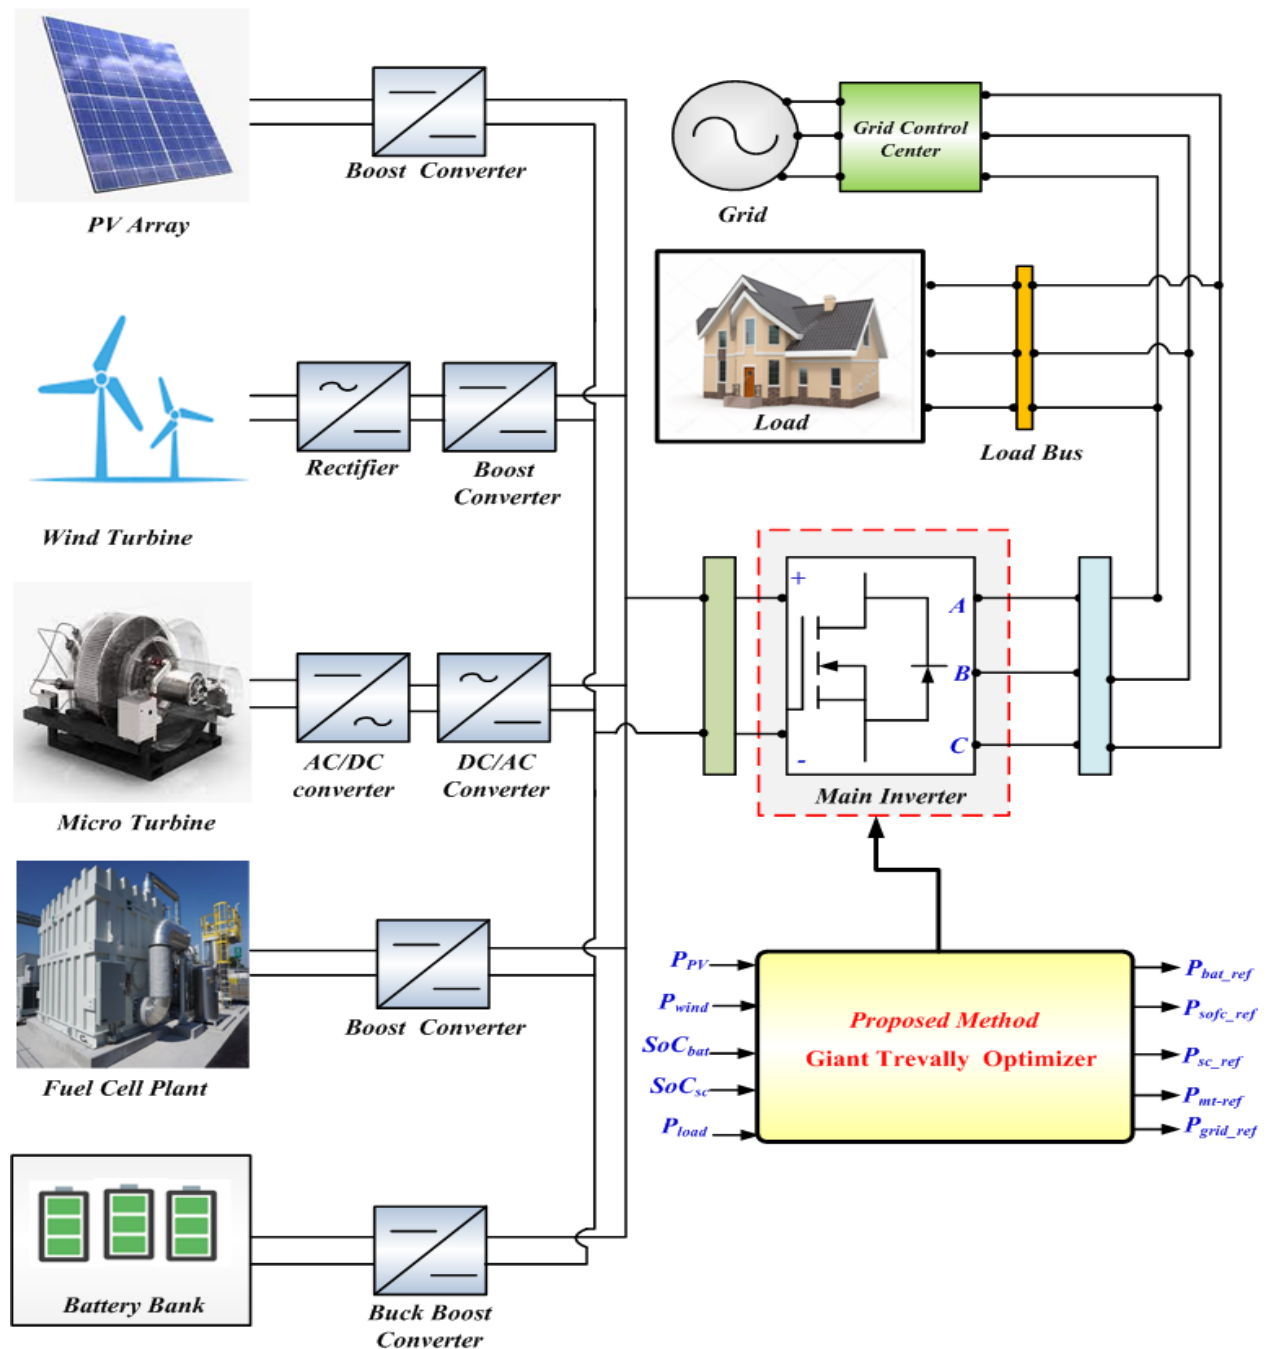 PV Array
Boost Converter
Grid
Grid Control
Center
Load
Load Bus
Wind Turbine
Rectifier
Boost
Converter
Micro Turbine
AC/DC
converter
DC/AC
Converter
+
-
A
B
C
Main Inverter
Fuel Cell Plant
Boost Converter
P_PV
P_wind
SoC_bat
SoC_sc
P_load
Proposed Method
Giant Trevally Optimizer
P_bat_ref
P_sofc_ref
P_sc_ref
P_mt-ref
P_grid_ref
Battery Bank
Buck Boost
Converter